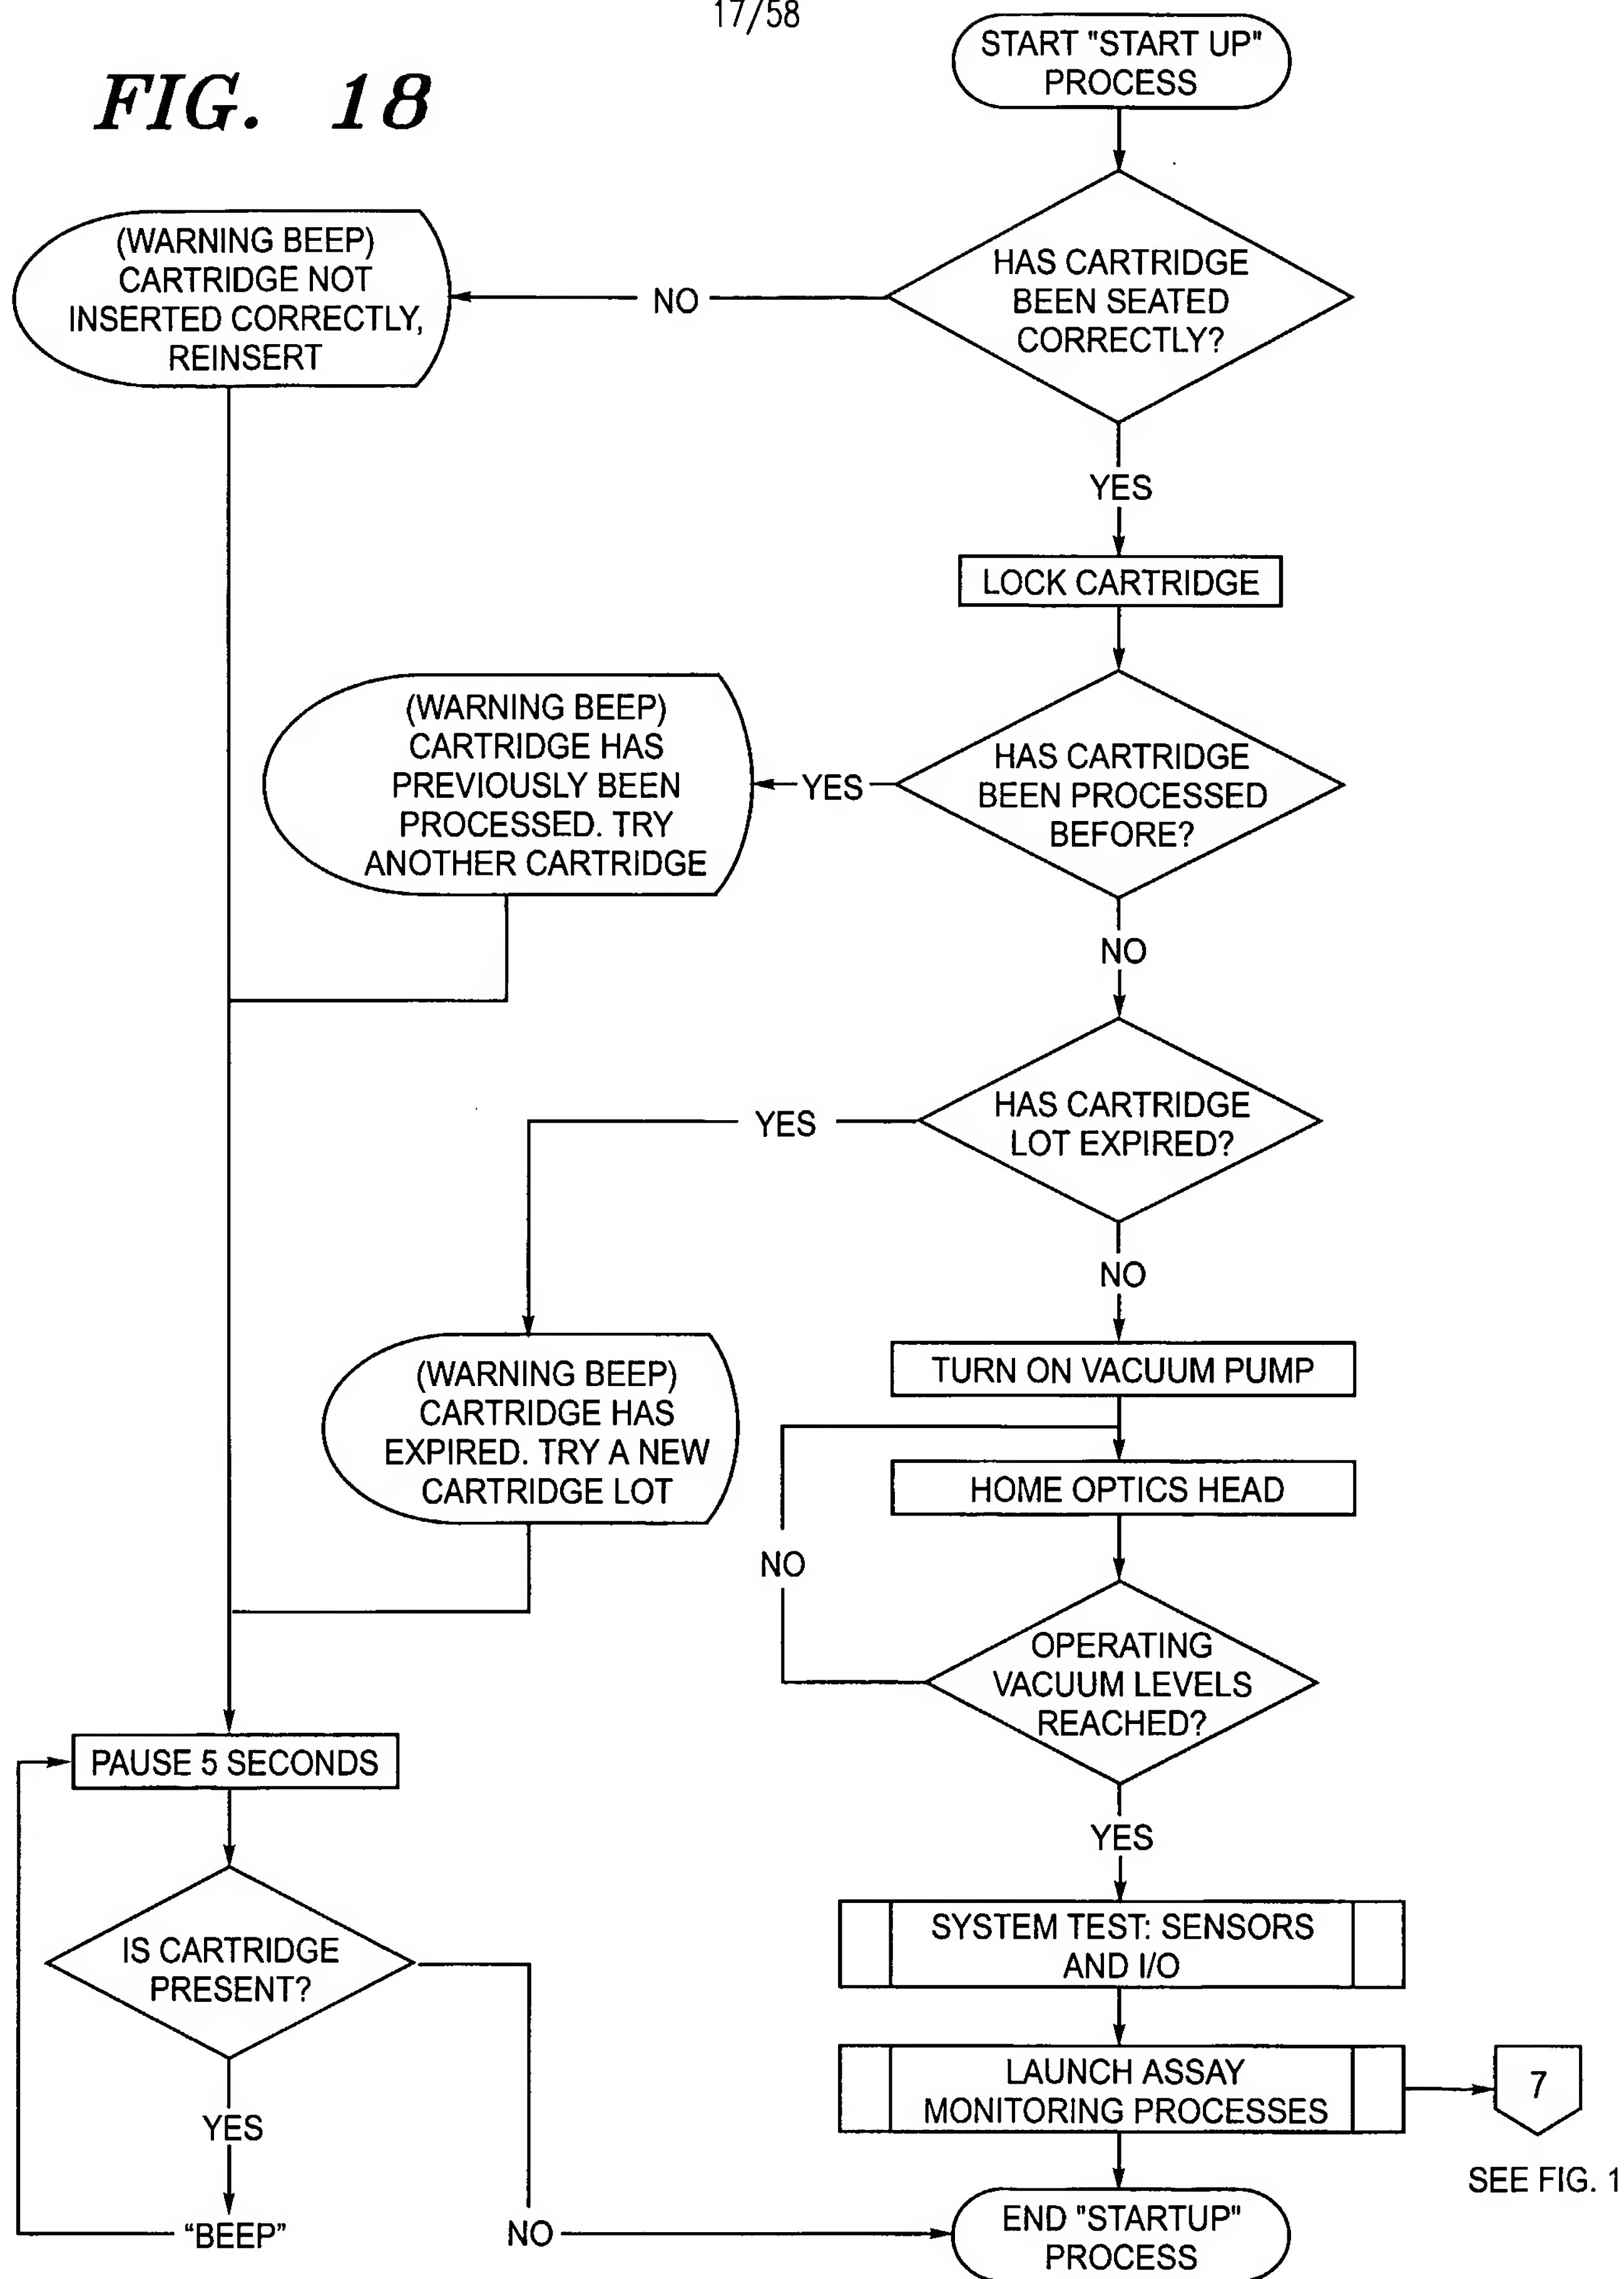 17/58
FIG. 18
START "START UP"
PROCESS
(WARNING BEEP)
CARTRIDGE NOT
INSERTED CORRECTLY,
REINSERT
NO
HAS CARTRIDGE
BEEN SEATED
CORRECTLY?
YES
LOCK CARTRIDGE
(WARNING BEEP)
CARTRIDGE HAS
PREVIOUSLY BEEN
PROCESSED. TRY
ANOTHER CARTRIDGE
YES
HAS CARTRIDGE
BEEN PROCESSED
BEFORE?
NO
YES
HAS CARTRIDGE
LOT EXPIRED?
NO
(WARNING BEEP)
CARTRIDGE HAS
EXPIRED. TRY A NEW
CARTRIDGE LOT
TURN ON VACUUM PUMP
HOME OPTICS HEAD
NO
OPERATING
VACUUM LEVELS
REACHED?
PAUSE 5 SECONDS
YES
IS CARTRIDGE
PRESENT?
SYSTEM TEST: SENSORS
AND I/O
LAUNCH ASSAY
MONITORING PROCESSES
7
SEE FIG. 1
YES
"BEEP"
NO
END "STARTUP"
PROCESS